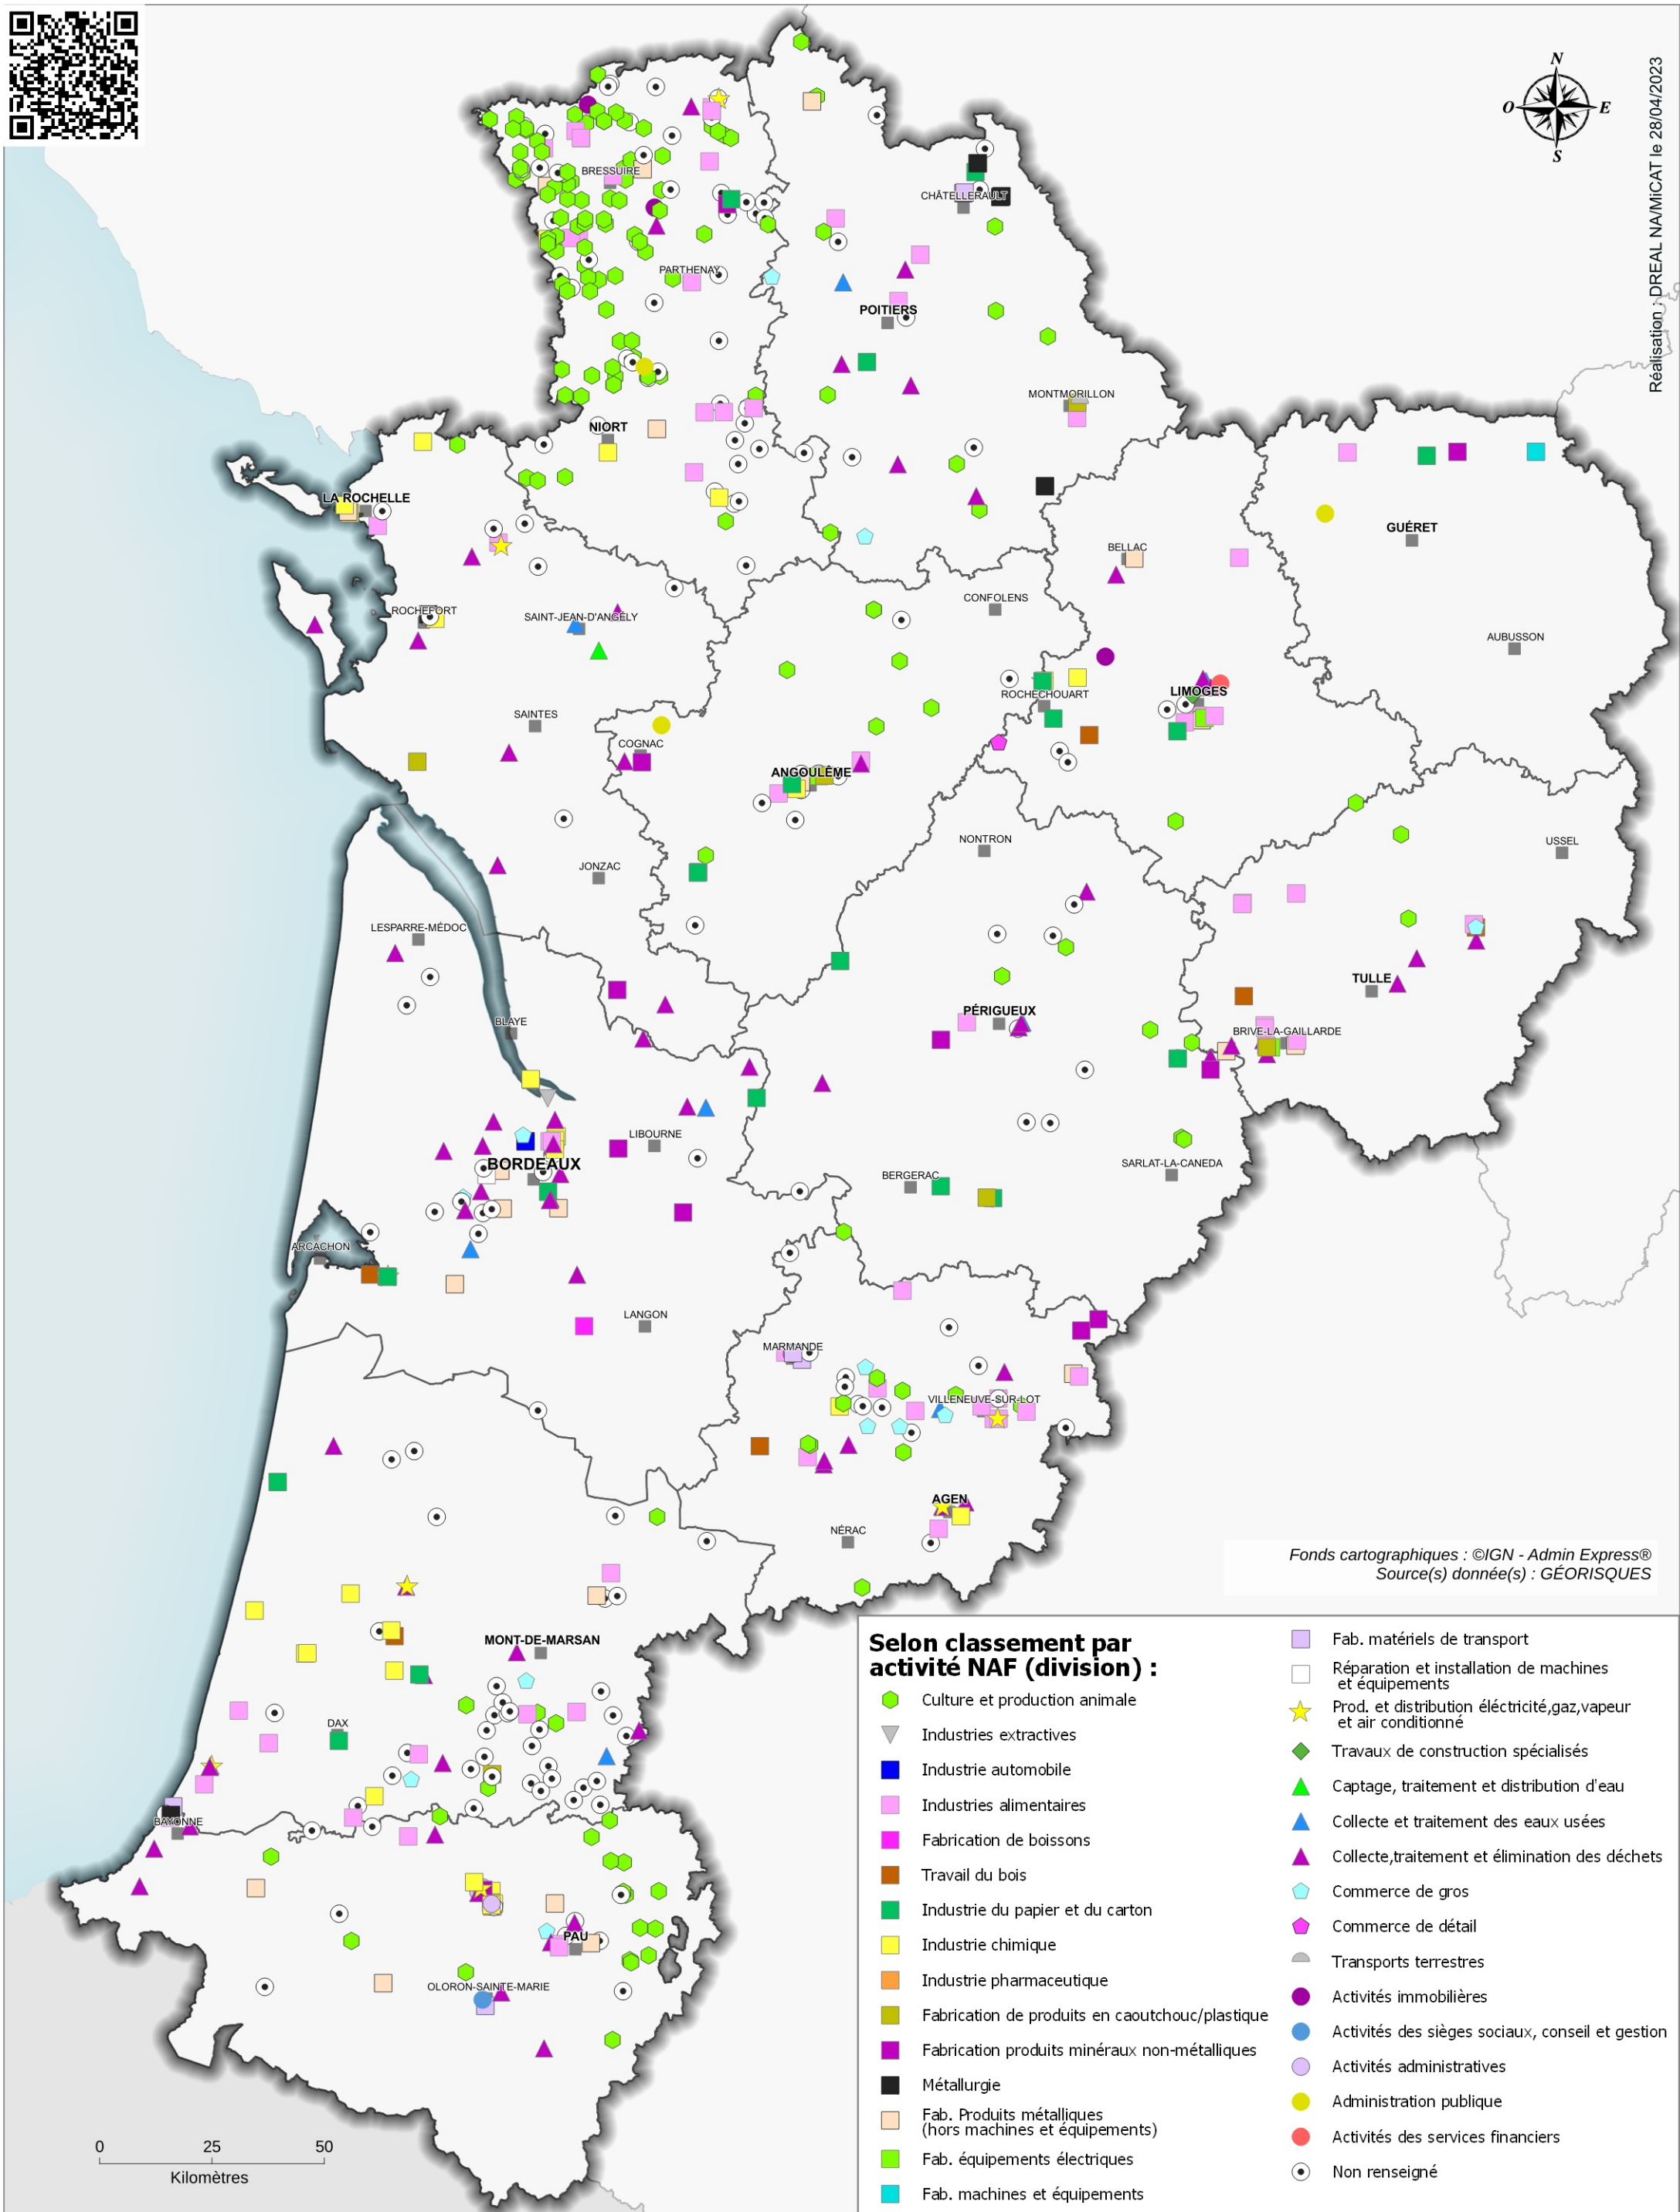 N
O
E
S
Réalisation : DREAL NA/MiCAT le 28/04/2023
BRESSUIRE
CHÂTELLERAULT
PARTHENAY
POITIERS
MONTMORILLON
NIORT
LA ROCHELLE
GUÉRET
BELLAC
CONFOLENS
ROCHEFORT
SAINT-JEAN-D'ANGÉLY
AUBUSSON
ROCHECHOUART
LIMOGES
SAINTES
COGNAC
ANGOULÊME
NONTRON
USSEL
JONZAC
LESPARRE-MÉDOC
TULLE
BLAYE
PÉRIGUEUX
BRIVE-LA-GAILLARDE
LIBOURNE
BORDEAUX
SARLAT-LA-CANEDA
BERGERAC
ARCACHON
LANGON
MARMANDE
VILLENEUVE-SUR-LOT
AGEN
NÉRAC
Fonds cartographiques : ©IGN - Admin Express®
Source(s) donnée(s) : GÉORISQUES
MONT-DE-MARSAN
DAX
BAYONNE
PAU
OLORON-SAINTE-MARIE
0 25 50
Kilomètres
Selon classement par
activité NAF (division) :
Culture et production animale
Industries extractives
Industrie automobile
Industries alimentaires
Fabrication de boissons
Travail du bois
Industrie du papier et du carton
Industrie chimique
Industrie pharmaceutique
Fabrication de produits en caoutchouc/plastique
Fabrication produits minéraux non-métalliques
Métallurgie
Fab. Produits métalliques
(hors machines et équipements)
Fab. équipements électriques
Fab. machines et équipements
Fab. matériels de transport
Réparation et installation de machines
et équipements
Prod. et distribution éléctricité,gaz,vapeur
et air conditionné
Travaux de construction spécialisés
Captage, traitement et distribution d'eau
Collecte et traitement des eaux usées
Collecte,traitement et élimination des déchets
Commerce de gros
Commerce de détail
Transports terrestres
Activités immobilières
Activités des sièges sociaux, conseil et gestion
Activités administratives
Administration publique
Activités des services financiers
Non renseigné